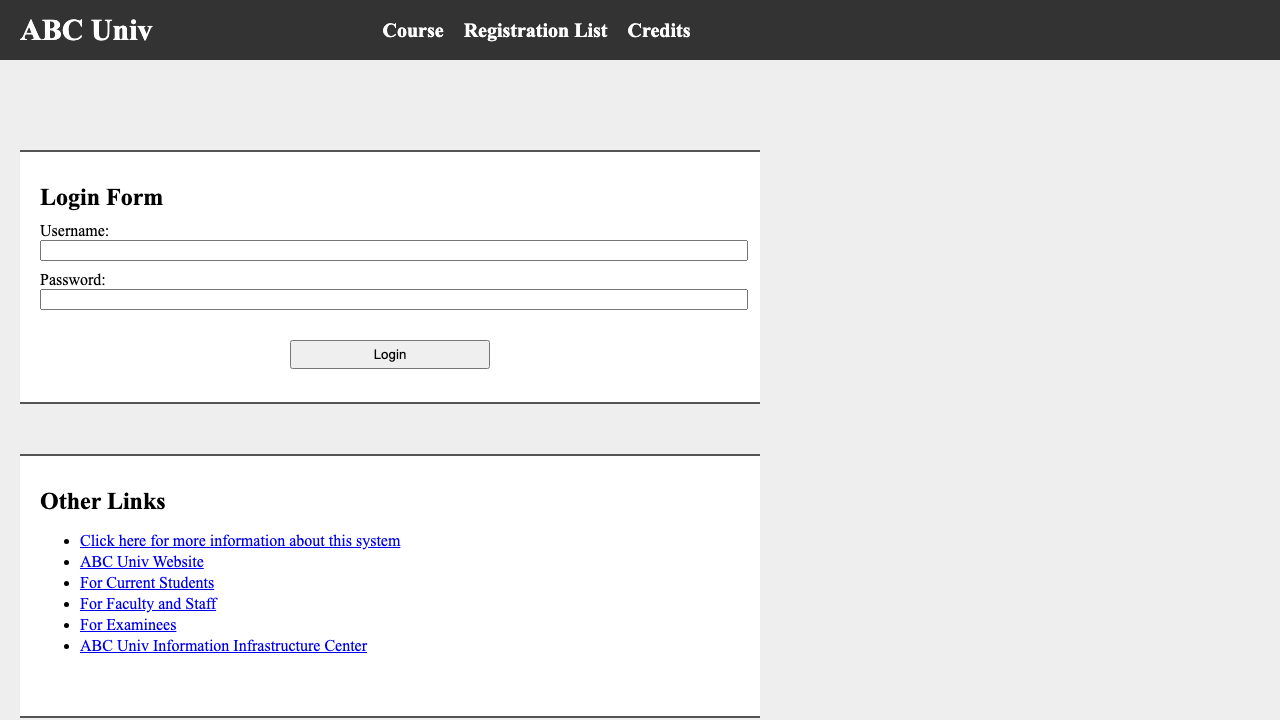 ABC Univ
Course Registration List Credits
Login Form
Username:
Password:
Login
Other Links
Click here for more information about this system
ABC Univ Website
For Current Students
For Faculty and Staff
For Examinees
ABC Univ Information Infrastructure Center